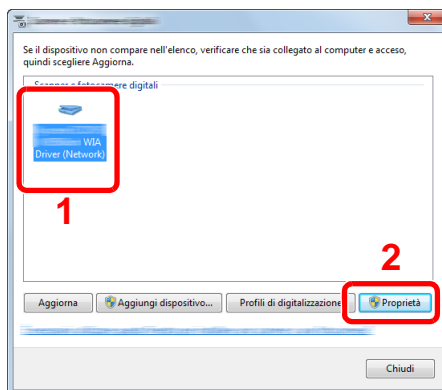 Se il dispositivo non compare nell'elenco, verificare che sia collegato al computer e acceso,
quindi scegliere Aggiorna.
Scanner e fotocamere digitali
WIA
Driver (Network)
1
2
Aggiorna
Aggiungi dispositivo...
Profili di digitalizzazione
Proprietà
Chiudi